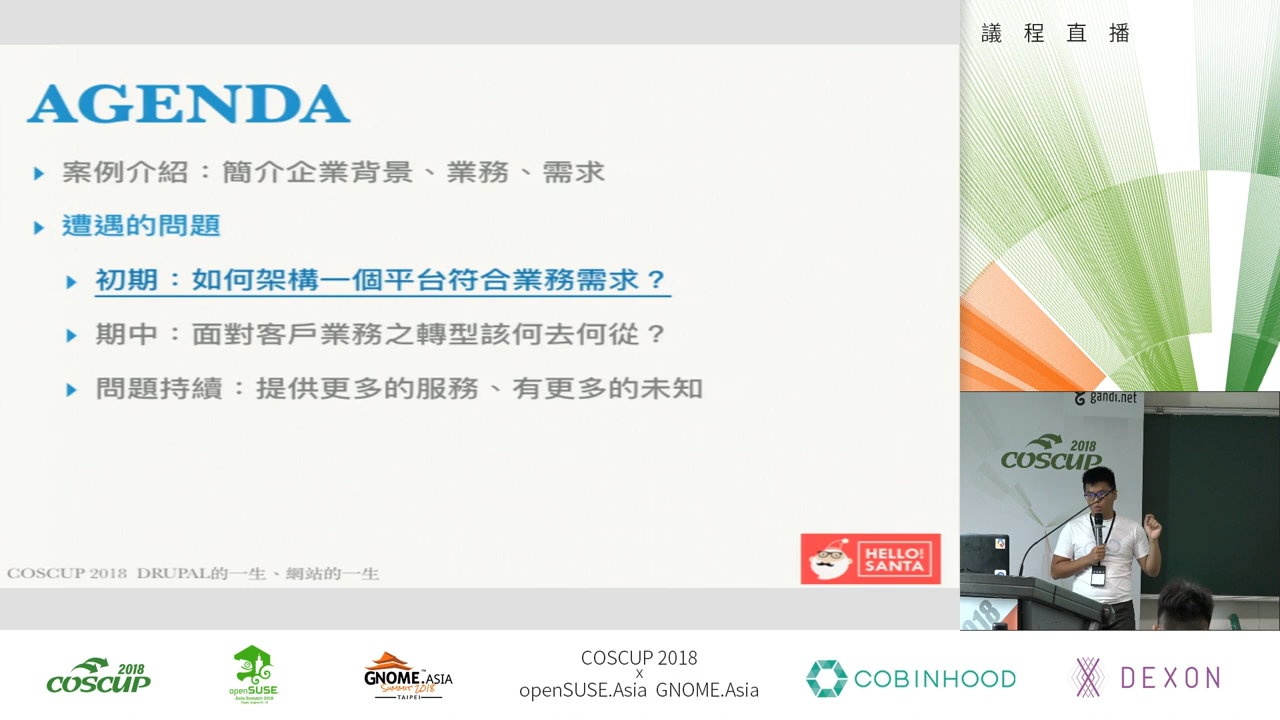 議程直播
AGENDA
案例介紹：簡介企業背景、業務、需求
遭遇的問題
初期：如何架構一個平台符合業務需求？
期中：面對客戶業務之轉型該何去何從？
問題持續：提供更多的服務、有更多的未知
COSCUP 2018 DRUPAL的一生、網站的一生
HELLO
SANTA
gandi.net
2018
COSCUP
2018
2018
COSCUP
openSUSE
GNOME.ASIA
SUMMIT 2018
TAIPEI
COSCUP 2018
x
openSUSE.Asia GNOME.Asia
COBINHOOD
DEXON